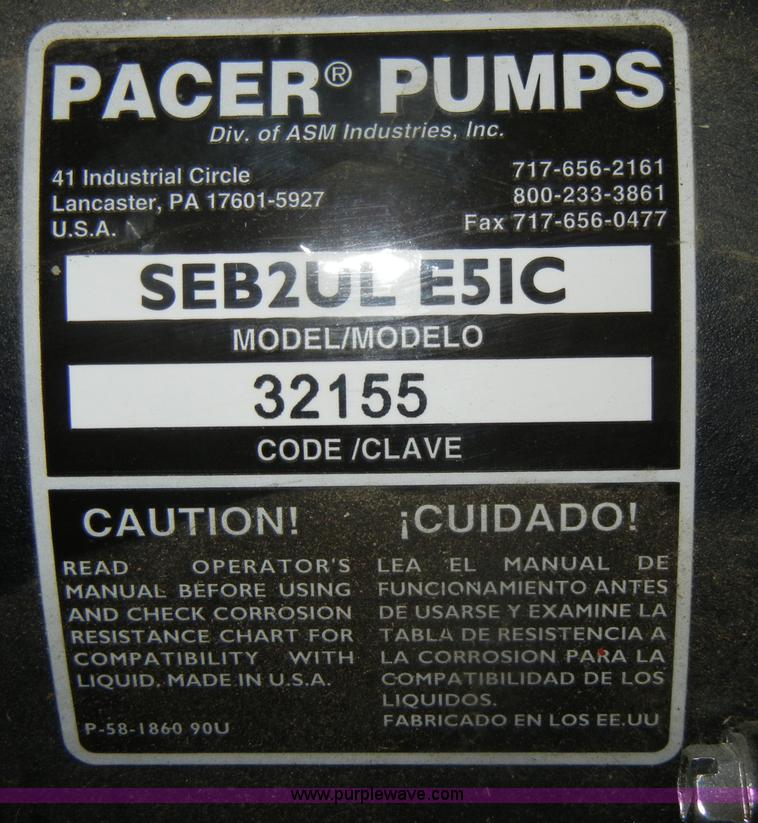 PACER® PUMPS
Div. of ASM Industries, Inc.
41 Industrial Circle
Lancaster, PA 17601-5927
U.S.A.
717-656-2161
800-233-3861
Fax 717-656-0477
SEB2UL E5IC
MODEL/MODELO
32155
CODE /CLAVE
CAUTION!
READ OPERATOR'S
MANUAL BEFORE USING
AND CHECK CORROSION
RESISTANCE CHART FOR
COMPATIBILITY WITH
LIQUID. MADE IN U.S.A.
P-58-1860 90U
¡CUIDADO!
LEA EL MANUAL DE
FUNCIONAMIENTO ANTES
DE USARSE Y EXAMINE LA
TABLA DE RESISTENCIA A
LA CORROSION PARA LA
COMPATIBILIDAD DE LOS
LIQUIDOS.
FABRICADO EN LOS EE.UU
www.purplewave.com